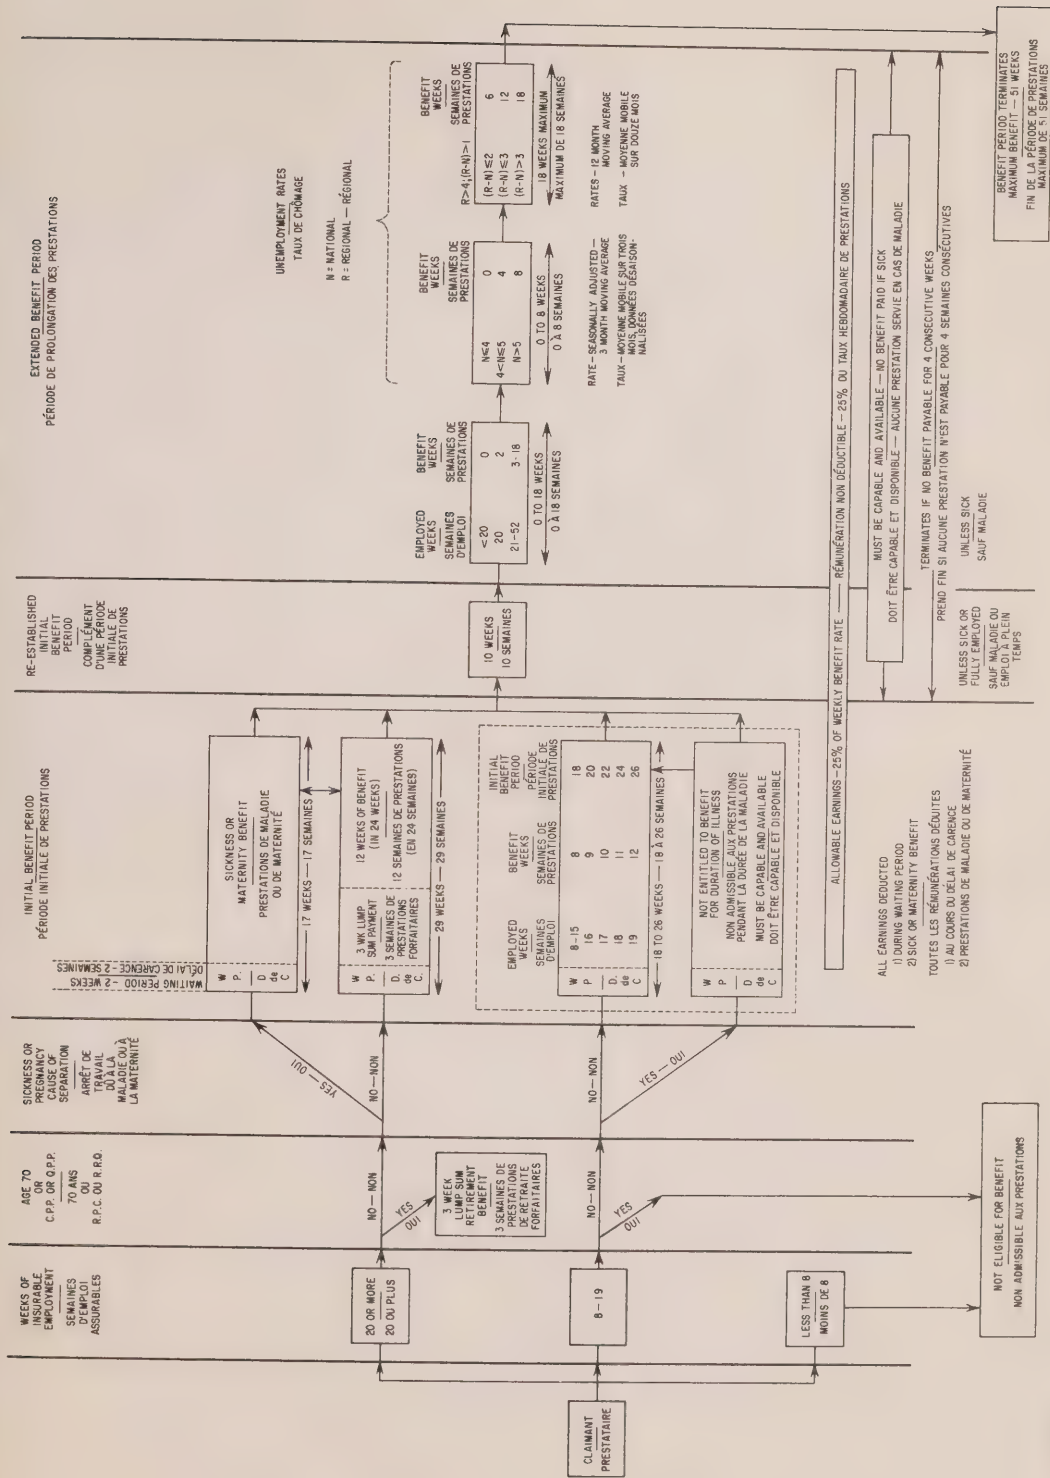 WEEKS OF
INSURABLE
EMPLOYMENT
SEMAINES
D'EMPLOI
ASSURABLES
AGE 70
OR
C.P.P. OR Q.P.P.
70 ANS
OU
R.P.C. OU R.R.Q.
SICKNESS OR
PREGNANCY
CAUSE OF
SEPARATION
ARRÊT DE
TRAVAIL
DÛ À LA
MALADIE OU À
LA MATERNITÉ
INITIAL BENEFIT PERIOD
PÉRIODE INITIALE DE PRESTATIONS
RE-ESTABLISHED
INITIAL
BENEFIT
PERIOD
COMPLÉMENT
D'UNE PÉRIODE
INITIALE DE
PRESTATIONS
EXTENDED BENEFIT PERIOD
PÉRIODE DE PROLONGATION DES PRESTATIONS
CLAIMANT
PRESTATAIRE
20 OR MORE
20 OU PLUS
8-19
LESS THAN 8
MOINS DE 8
NO — NON
YES
OUI
3 WEEK
LUMP SUM
RETIREMENT
BENEFIT
3 SEMAINES DE
PRESTATIONS
DE RETRAITE
FORFAITAIRES
NO — NON
YES
OUI
NOT ELIGIBLE FOR BENEFIT
NON ADMISSIBLE AUX PRESTATIONS
YES — OUI
NO — NON
NO — NON
YES — OUI
WAITING PERIOD - 2 WEEKS
DÉLAI DE CARENCE - 2 SEMAINES
W
P.
D.
de
C
SICKNESS OR
MATERNITY BENEFIT
PRESTATIONS DE MALADIE
OU DE MATERNITÉ
17 WEEKS — 17 SEMAINES
W
P.
D.
de
C.
3 WK LUMP
SUM PAYMENT
3 SEMAINES DE
PRESTATIONS
FORFAITAIRES
12 WEEKS OF BENEFIT
(IN 24 WEEKS)
12 SEMAINES DE PRESTATIONS
(EN 24 SEMAINES)
29 WEEKS — 29 SEMAINES
EMPLOYED
WEEKS
SEMAINES
D'EMPLOI
BENEFIT
WEEKS
SEMAINES DE
PRESTATIONS
INITIAL
BENEFIT
PERIOD
PÉRIODE
INITIALE DE
PRESTATIONS
W
P
D.
de
C
8-15 8 18
16 9 20
17 10 22
18 11 24
19 12 26
18 TO 26 WEEKS — 18 À 26 SEMAINES
W
P
D
de
C
NOT ENTITLED TO BENEFIT
FOR DURATION OF ILLNESS
NON ADMISSIBLE AUX PRESTATIONS
PENDANT LA DURÉE DE LA MALADIE
MUST BE CAPABLE AND AVAILABLE
DOIT ÊTRE CAPABLE ET DISPONIBLE
10 WEEKS
10 SEMAINES
EMPLOYED
WEEKS
SEMAINES
D'EMPLOI
BENEFIT
WEEKS
SEMAINES DE
PRESTATIONS
<20 0
20 2
21-52 3-18
0 TO 18 WEEKS
0 À 18 SEMAINES
UNEMPLOYMENT RATES
TAUX DE CHÔMAGE
N = NATIONAL
R = REGIONAL — RÉGIONAL
BENEFIT
WEEKS
SEMAINES DE
PRESTATIONS
N≤4 0
4<N≤5 4
N>5 8
0 TO 8 WEEKS
0 À 8 SEMAINES
RATE — SEASONALLY ADJUSTED —
3 MONTH MOVING AVERAGE
TAUX — MOYENNE MOBILE SUR TROIS
MOIS, DONNÉES DÉSAISON-
NALISÉES
BENEFIT
WEEKS
SEMAINES DE
PRESTATIONS
R>4;(R-N)>1
(R-N)≤2 6
(R-N)≤3 12
(R-N)>3 18
18 WEEKS MAXIMUM
MAXIMUM DE 18 SEMAINES
RATES — 12 MONTH
MOVING AVERAGE
TAUX — MOYENNE MOBILE
SUR DOUZE MOIS
ALLOWABLE EARNINGS — 25% OF WEEKLY BENEFIT RATE — RÉMUNÉRATION NON DÉDUCTIBLE — 25% DU TAUX HEBDOMADAIRE DE PRESTATIONS
ALL EARNINGS DEDUCTED
1) DURING WAITING PERIOD
2) SICK OR MATERNITY BENEFIT
TOUTES LES RÉMUNÉRATIONS DÉDUITES
1) AU COURS DU DÉLAI DE CARENCE
2) PRESTATIONS DE MALADIE OU DE MATERNITÉ
MUST BE CAPABLE AND AVAILABLE — NO BENEFIT PAID IF SICK
DOIT ÊTRE CAPABLE ET DISPONIBLE — AUCUNE PRESTATION SERVIE EN CAS DE MALADIE
TERMINATES IF NO BENEFIT PAYABLE FOR 4 CONSECUTIVE WEEKS
PREND FIN SI AUCUNE PRESTATION N'EST PAYABLE POUR 4 SEMAINES CONSÉCUTIVES
UNLESS SICK OR
FULLY EMPLOYED
SAUF MALADIE OU
EMPLOI À PLEIN
TEMPS
UNLESS SICK
SAUF MALADIE
BENEFIT PERIOD TERMINATES
MAXIMUM BENEFIT — 51 WEEKS
FIN DE LA PÉRIODE DE PRESTATIONS
MAXIMUM DE 51 SEMAINES